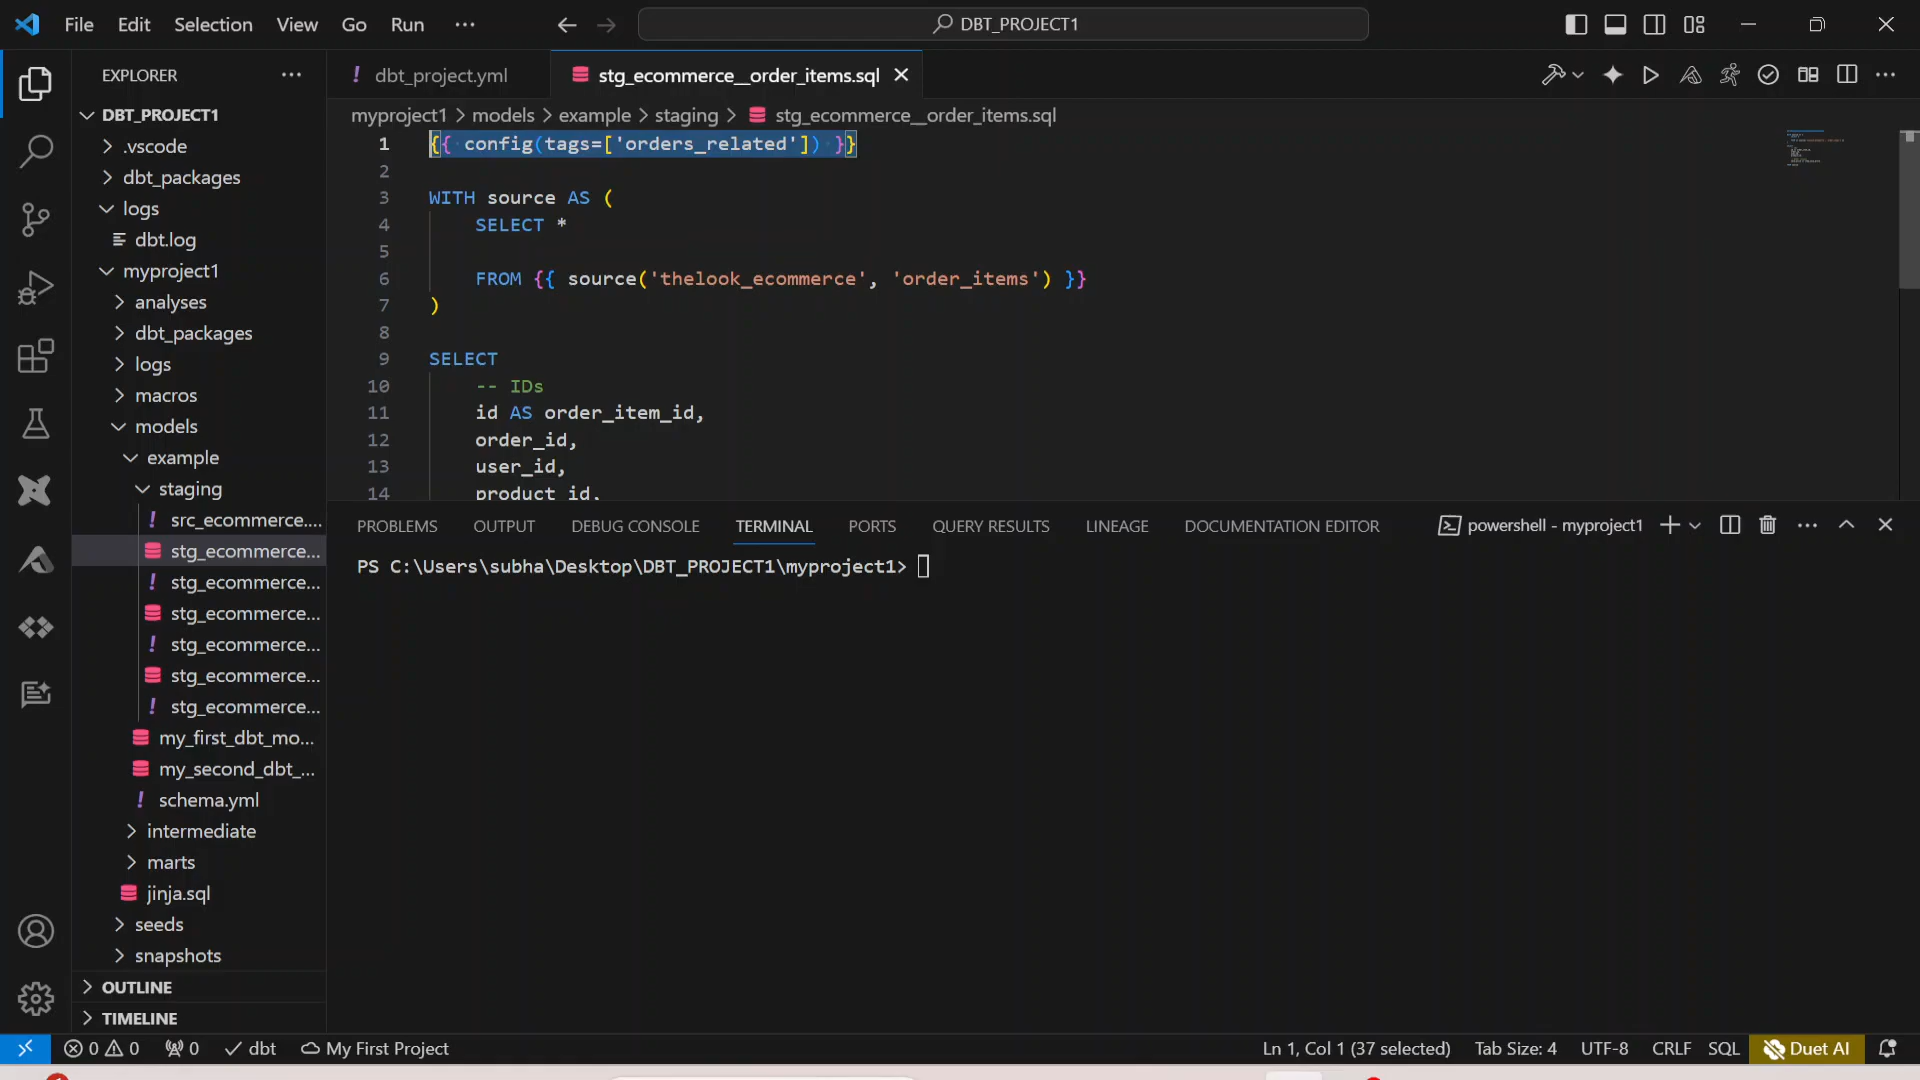 File Edit Selection View Go Run ··· DBT_PROJECT1
EXPLORER
DBT_PROJECT1
.vscode
dbt_packages
logs
dbt.log
myproject1
analyses
dbt_packages
logs
macros
models
example
staging
src_ecommerce....
stg_ecommerce...
stg_ecommerce...
stg_ecommerce...
stg_ecommerce...
stg_ecommerce...
stg_ecommerce...
my_first_dbt_mo...
my_second_dbt_...
schema.yml
intermediate
marts
jinja.sql
seeds
snapshots
OUTLINE
TIMELINE
dbt_project.yml stg_ecommerce__order_items.sql
myproject1 > models > example > staging > stg_ecommerce__order_items.sql
1 {{ config(tags=['orders_related']) }}
2
3 WITH source AS (
4 SELECT *
5
6 FROM {{ source('thelook_ecommerce', 'order_items') }}
7 )
8
9 SELECT
10 -- IDs
11 id AS order_item_id,
12 order_id,
13 user_id,
14 product_id,
PROBLEMS OUTPUT DEBUG CONSOLE TERMINAL PORTS QUERY RESULTS LINEAGE DOCUMENTATION EDITOR powershell - myproject1
PS C:\Users\subha\Desktop\DBT_PROJECT1\myproject1>
0 0 0 dbt My First Project Ln 1, Col 1 (37 selected) Tab Size: 4 UTF-8 CRLF SQL Duet AI